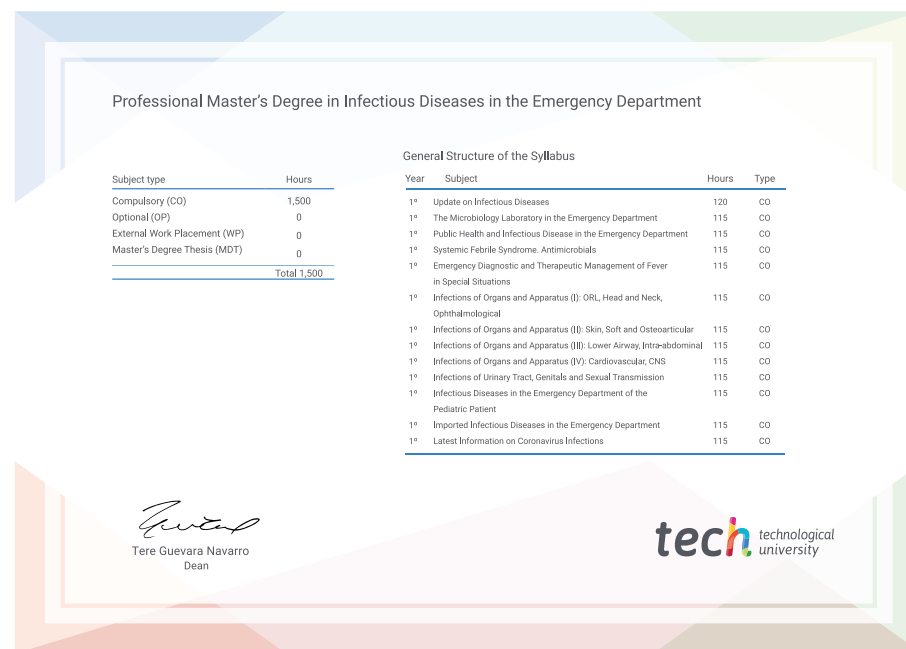 Professional Master's Degree in Infectious Diseases in the Emergency Department
Subject type Hours
Compulsory (CO) 1,500
Optional (OP) 0
External Work Placement (WP) 0
Master's Degree Thesis (MDT) 0
Total 1,500
General Structure of the Syllabus
Year Subject Hours Type
1º Update on Infectious Diseases 120 CO
1º The Microbiology Laboratory in the Emergency Department 115 CO
1º Public Health and Infectious Disease in the Emergency Department 115 CO
1º Systemic Febrile Syndrome. Antimicrobials 115 CO
1º Emergency Diagnostic and Therapeutic Management of Fever 115 CO
in Special Situations
1º Infections of Organs and Apparatus (I): ORL, Head and Neck, 115 CO
Ophthalmological
1º Infections of Organs and Apparatus (II): Skin, Soft and Osteoarticular 115 CO
1º Infections of Organs and Apparatus (III): Lower Airway, Intra-abdominal 115 CO
1º Infections of Organs and Apparatus (IV): Cardiovascular, CNS 115 CO
1º Infections of Urinary Tract, Genitals and Sexual Transmission 115 CO
1º Infectious Diseases in the Emergency Department of the 115 CO
Pediatric Patient
1º Imported Infectious Diseases in the Emergency Department 115 CO
1º Latest Information on Coronavirus Infections 115 CO
Tere Guevara Navarro
Dean
tech technological
university